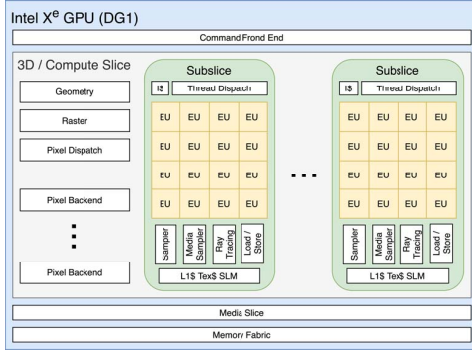 Intel Xe GPU (DG1)
CommandFrond End
3D / Compute Slice
Geometry
Raster
Pixel Dispatch
Pixel Backend
Pixel Backend
Subslice
I$ Thread Dispatch
EU EU EU EU
EU EU EU EU
EU EU EU EU
EU EU EU EU
Sampler
Media Sampler
Ray Tracing
Load / Store
L1$ Tex$ SLM
Subslice
I$ Thread Dispatch
EU EU EU EU
EU EU EU EU
EU EU EU EU
EU EU EU EU
Sampler
Media Sampler
Ray Tracing
Load / Store
L1$ Tex$ SLM
Media Slice
Memory Fabric